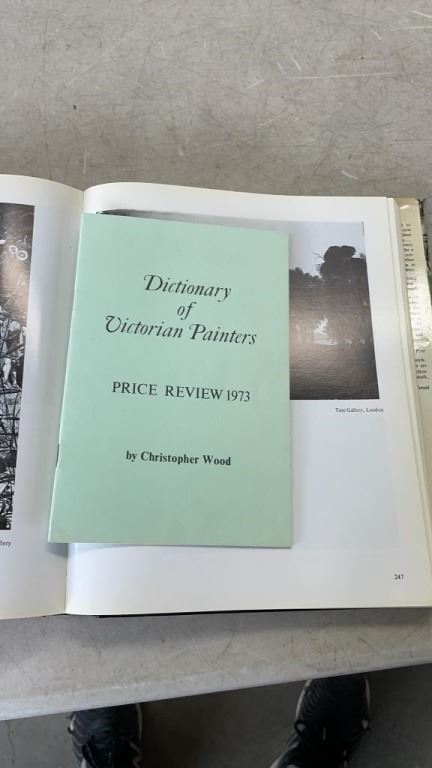 Dictionary
of
Victorian Painters
PRICE REVIEW 1973
by Christopher Wood
Tate Gallery, London
247